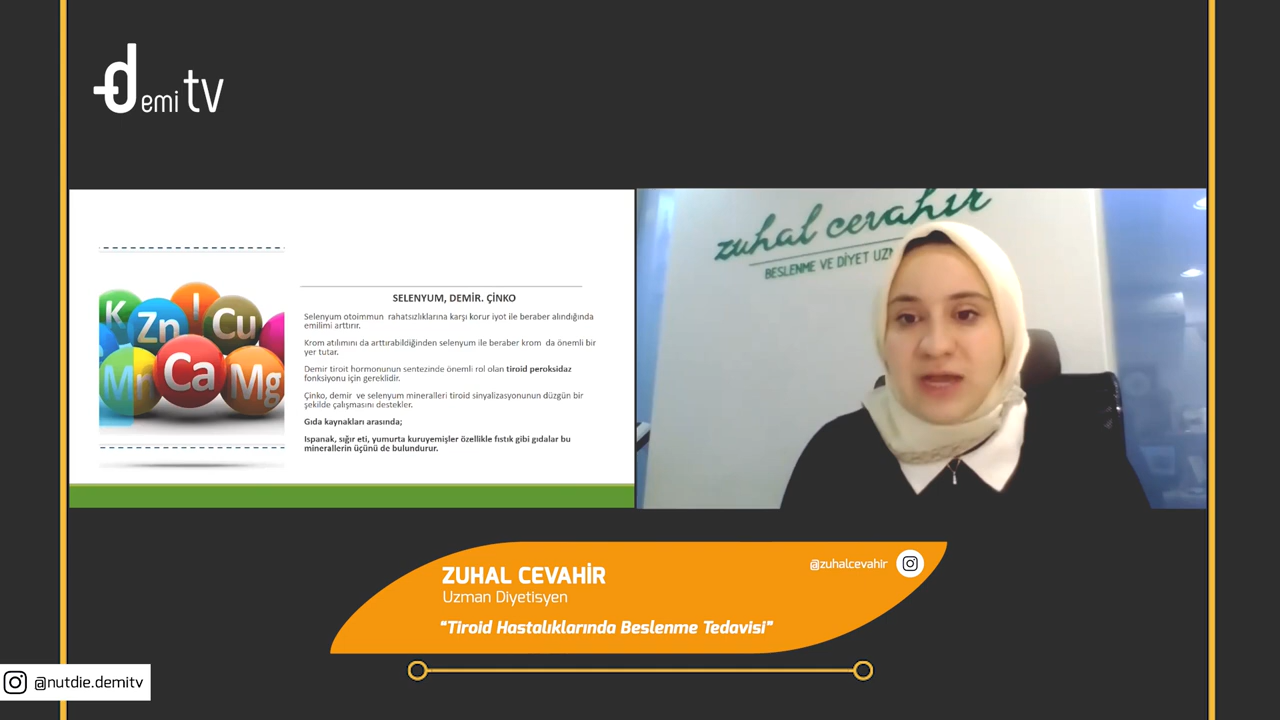 demi tv
zuhal cevahir
BESLENME VE DİYET UZM
K
I
Zn
Cu
Mn
Ca
Mg
SELENYUM, DEMİR. ÇİNKO
Selenyum otoimmun rahatsızlıklarına karşı korur iyot ile beraber alındığında
emilimi arttırır.
Krom atılımını da arttırabildiğinden selenyum ile beraber krom da önemli bir
yer tutar.
Demir tiroit hormonunun sentezinde önemli rol olan tiroid peroksidaz
fonksiyonu için gereklidir.
Çinko, demir ve selenyum mineralleri tiroid sinyalizasyonunun düzgün bir
şekilde çalışmasını destekler.
Gıda kaynakları arasında;
Ispanak, sığır eti, yumurta kuruyemişler özellikle fıstık gibi gıdalar bu
minerallerin üçünü de bulundurur.
ZUHAL CEVAHİR
@zuhalcevahir
Uzman Diyetisyen
“Tiroid Hastalıklarında Beslenme Tedavisi”
@nutdie.demitv